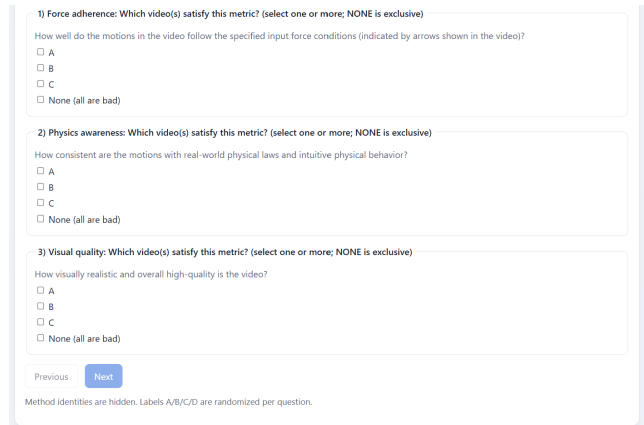 1) Force adherence: Which video(s) satisfy this metric? (select one or more; NONE is exclusive)
How well do the motions in the video follow the specified input force conditions (indicated by arrows shown in the video)?
A
B
C
None (all are bad)
2) Physics awareness: Which video(s) satisfy this metric? (select one or more; NONE is exclusive)
How consistent are the motions with real-world physical laws and intuitive physical behavior?
A
B
C
None (all are bad)
3) Visual quality: Which video(s) satisfy this metric? (select one or more; NONE is exclusive)
How visually realistic and overall high-quality is the video?
A
B
C
None (all are bad)
Previous Next
Method identities are hidden. Labels A/B/C/D are randomized per question.